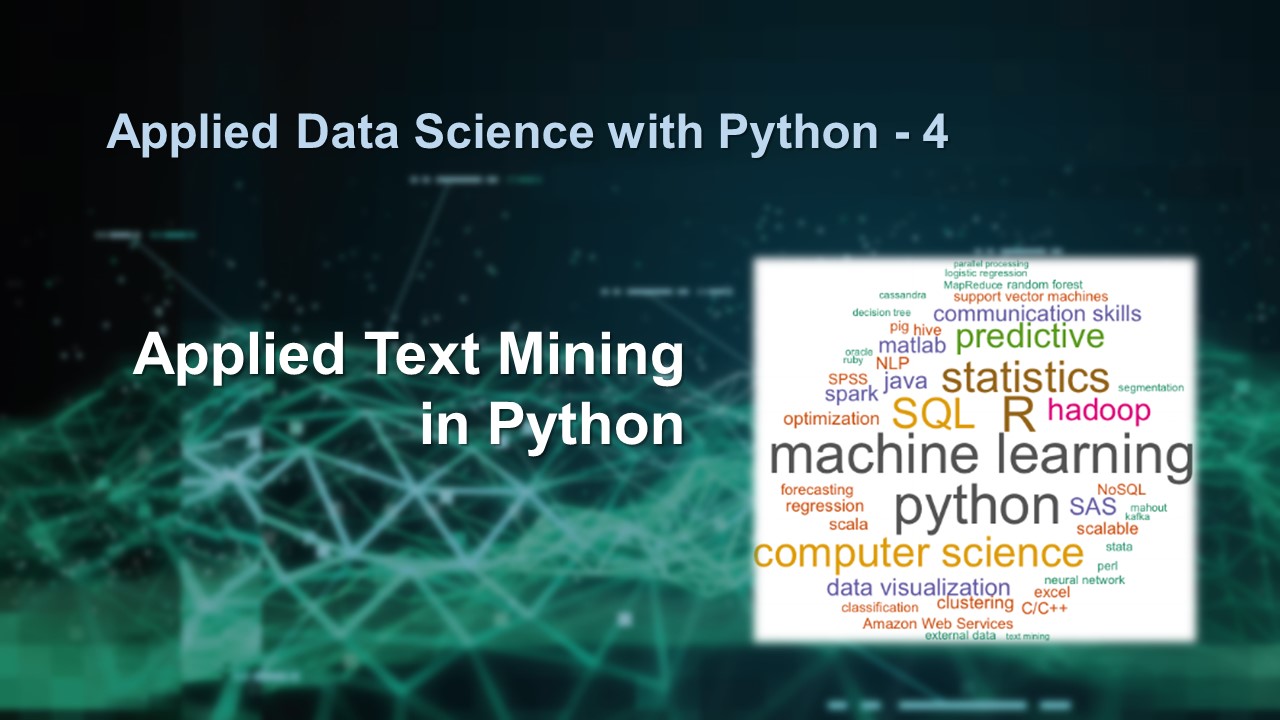 Applied Data Science with Python - 4
Applied Text Mining
in Python
parallel processing
logistic regression
MapReduce random forest
cassandra support vector machines
decision tree communication skills
pig hive predictive
oracle matlab
ruby NLP
SPSS java statistics segmentation
spark
optimization SQL R hadoop
machine learning
forecasting python NoSQL
regression SAS mahout
kafka
scala scalable
computer science stata
perl
data visualization neural network
excel
classification clustering C/C++
Amazon Web Services
external data text mining